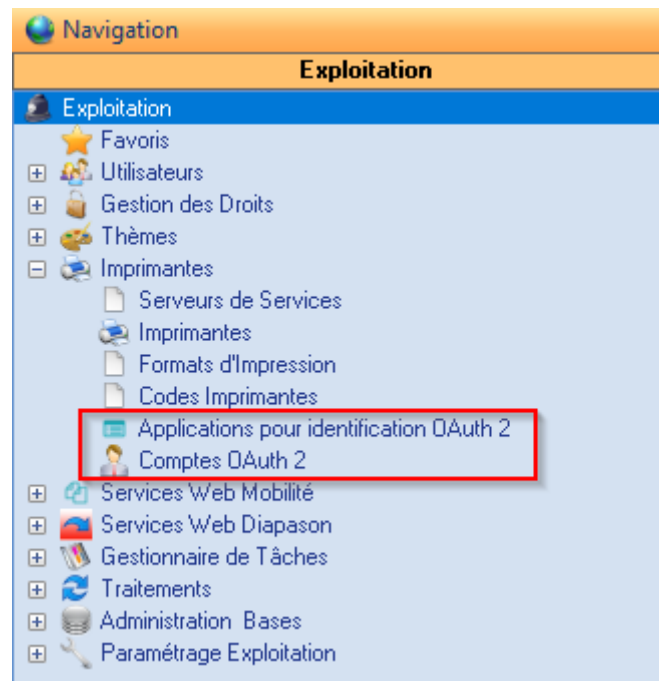 Navigation
Exploitation
Exploitation
Favoris
Utilisateurs
Gestion des Droits
Thèmes
Imprimantes
Serveurs de Services
Imprimantes
Formats d'Impression
Codes Imprimantes
Applications pour identification OAuth 2
Comptes OAuth 2
Services Web Mobilité
Services Web Diapason
Gestionnaire de Tâches
Traitements
Administration  Bases
Paramétrage Exploitation